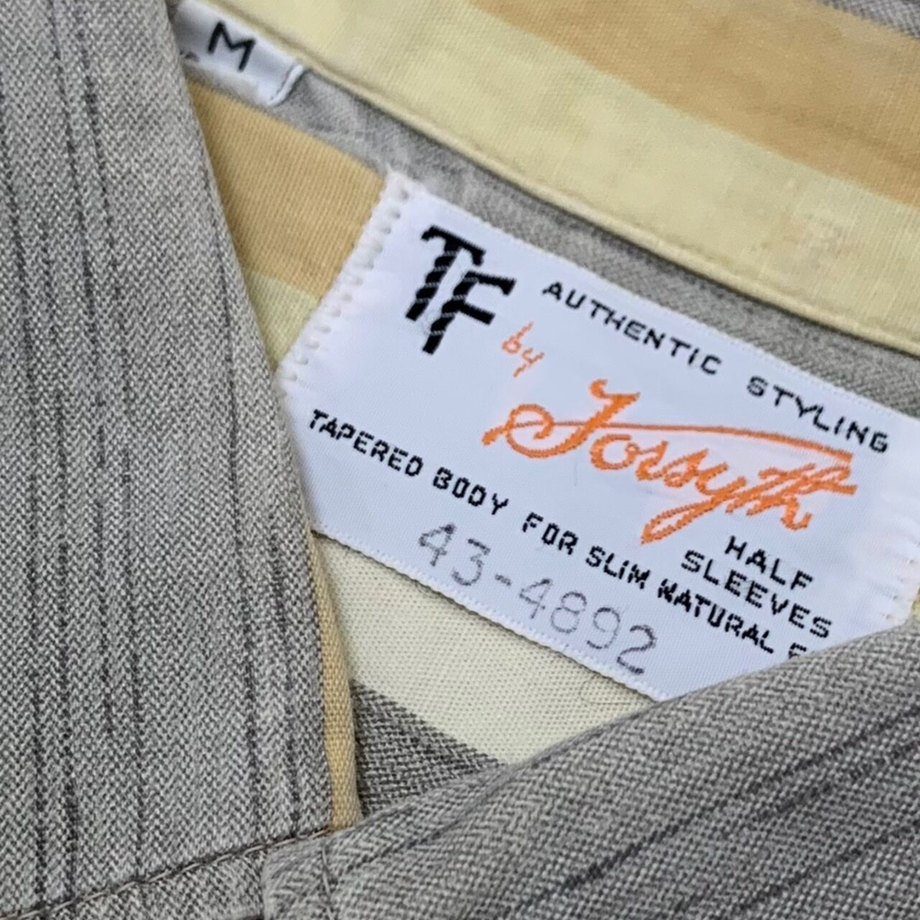 M
TF
AUTHENTIC STYLING
by
Forsyth
HALF
SLEEVES
TAPERED BODY FOR SLIM NATURAL
43-4892